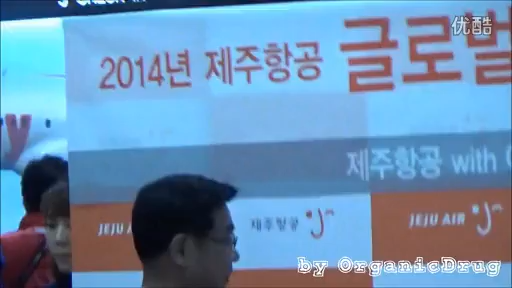 优酷
2014년 제주항공 글로벌
제주항공 with
JEJU A
제주항공
JEJU AIR
by OrganicDrug